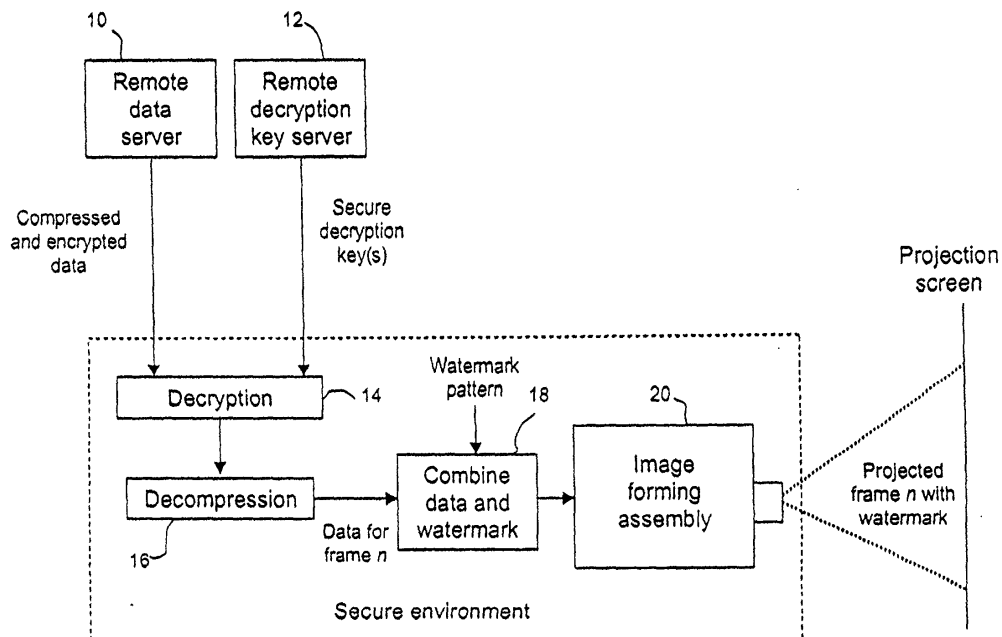 10
12
Remote
data
server
Remote
decryption
key server
Compressed
and encrypted
data
Secure
decryption
key(s)
Projection
screen
Decryption
14
Watermark
pattern
18
20
Decompression
16
Data for
frame n
Combine
data and
watermark
Image
forming
assembly
Projected
frame n with
watermark
Secure environment